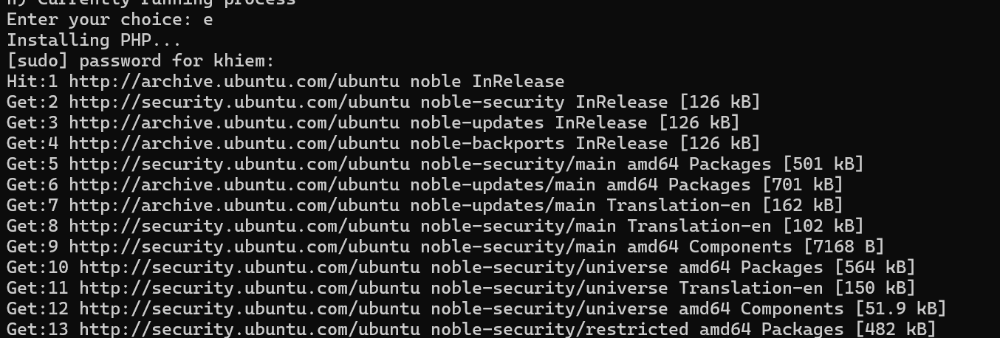 h) Currently running process
Enter your choice: e
Installing PHP...
[sudo] password for khiem:
Hit:1 http://archive.ubuntu.com/ubuntu noble InRelease
Get:2 http://security.ubuntu.com/ubuntu noble-security InRelease [126 kB]
Get:3 http://archive.ubuntu.com/ubuntu noble-updates InRelease [126 kB]
Get:4 http://archive.ubuntu.com/ubuntu noble-backports InRelease [126 kB]
Get:5 http://security.ubuntu.com/ubuntu noble-security/main amd64 Packages [501 kB]
Get:6 http://archive.ubuntu.com/ubuntu noble-updates/main amd64 Packages [701 kB]
Get:7 http://archive.ubuntu.com/ubuntu noble-updates/main Translation-en [162 kB]
Get:8 http://security.ubuntu.com/ubuntu noble-security/main Translation-en [102 kB]
Get:9 http://security.ubuntu.com/ubuntu noble-security/main amd64 Components [7168 B]
Get:10 http://security.ubuntu.com/ubuntu noble-security/universe amd64 Packages [564 kB]
Get:11 http://security.ubuntu.com/ubuntu noble-security/universe Translation-en [150 kB]
Get:12 http://security.ubuntu.com/ubuntu noble-security/universe amd64 Components [51.9 kB]
Get:13 http://security.ubuntu.com/ubuntu noble-security/restricted amd64 Packages [482 kB]